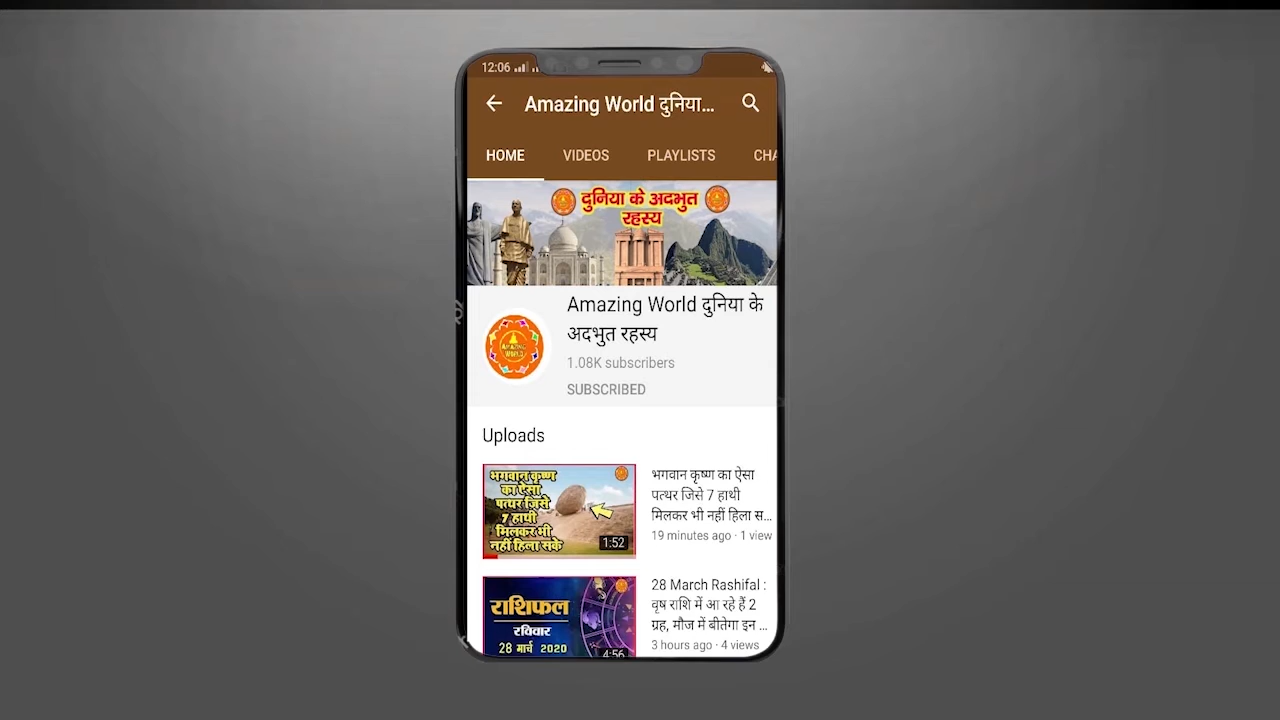 12:06
Amazing World दुनिया...
HOME VIDEOS PLAYLISTS CHA
दुनिया के अदभुत
रहस्य
Amazing World दुनिया के
अदभुत रहस्य
1.08K subscribers
SUBSCRIBED
AMAZING
WORLD
Uploads
भगवान कृष्ण
का ऐसा
पत्थर जिसे
7 हाथी
मिलकर भी
नहीं हिला सके
1:52
भगवान कृष्ण का ऐसा
पत्थर जिसे 7 हाथी
मिलकर भी नहीं हिला स...
19 minutes ago · 1 view
राशिफल
रविवार
28 मार्च 2020
4:56
28 March Rashifal :
वृष राशि में आ रहे हैं 2
ग्रह, मौज में बीतेगा इन ...
3 hours ago · 4 views